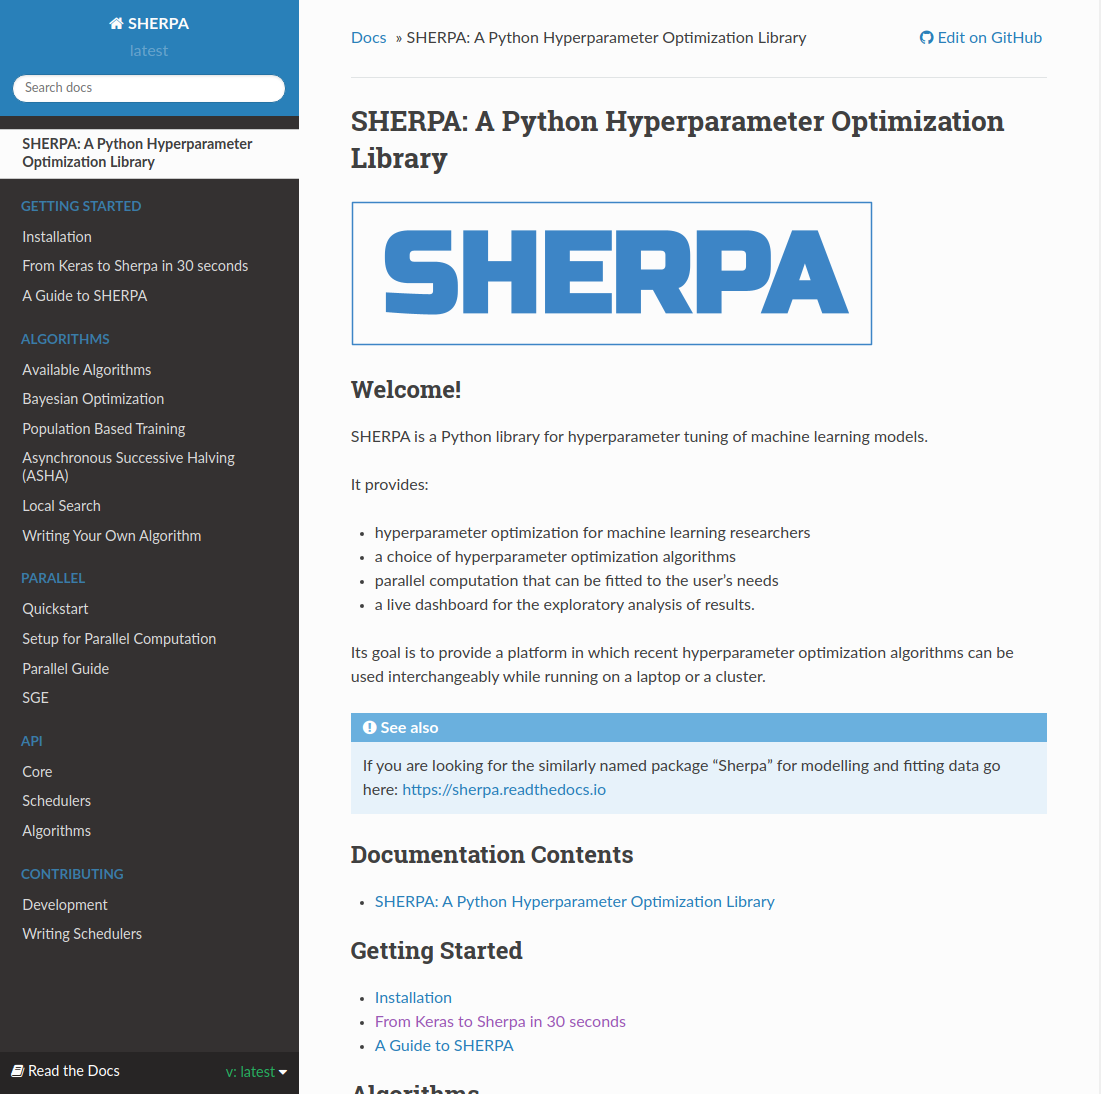 SHERPA
latest
Search docs
SHERPA: A Python Hyperparameter
Optimization Library
GETTING STARTED
Installation
From Keras to Sherpa in 30 seconds
A Guide to SHERPA
ALGORITHMS
Available Algorithms
Bayesian Optimization
Population Based Training
Asynchronous Successive Halving
(ASHA)
Local Search
Writing Your Own Algorithm
PARALLEL
Quickstart
Setup for Parallel Computation
Parallel Guide
SGE
API
Core
Schedulers
Algorithms
CONTRIBUTING
Development
Writing Schedulers
Read the Docs v: latest
Docs » SHERPA: A Python Hyperparameter Optimization Library Edit on GitHub
SHERPA: A Python Hyperparameter Optimization
Library
SHERPA
Welcome!
SHERPA is a Python library for hyperparameter tuning of machine learning models.
It provides:
• hyperparameter optimization for machine learning researchers
• a choice of hyperparameter optimization algorithms
• parallel computation that can be fitted to the user’s needs
• a live dashboard for the exploratory analysis of results.
Its goal is to provide a platform in which recent hyperparameter optimization algorithms can be
used interchangeably while running on a laptop or a cluster.
See also
If you are looking for the similarly named package “Sherpa” for modelling and fitting data go
here: https://sherpa.readthedocs.io
Documentation Contents
• SHERPA: A Python Hyperparameter Optimization Library
Getting Started
• Installation
• From Keras to Sherpa in 30 seconds
• A Guide to SHERPA
Algorithms